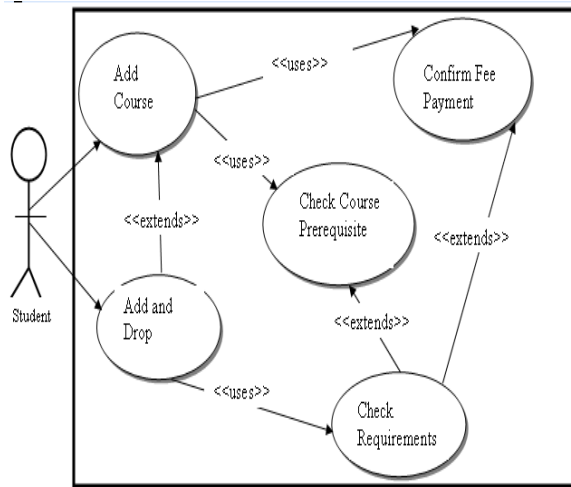 Add
Course
<<uses>>
Confirm Fee
Payment
<<uses>>
Check Course
Prerequisite
<<extends>>
<<extends>>
Student
Add and
Drop
<<extends>>
<<uses>>
Check
Requirements